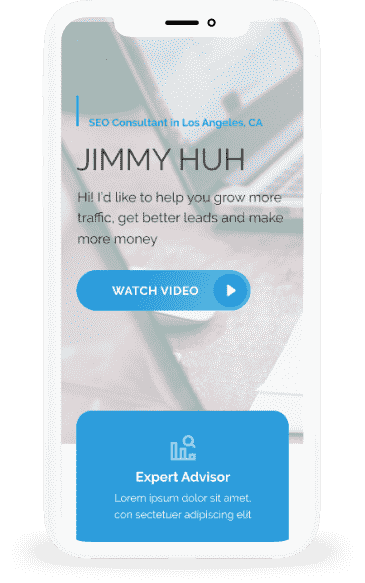 SEO Consultant in Los Angeles, CA
JIMMY HUH
Hi! I'd like to help you grow more
traffic, get better leads and make
more money
WATCH VIDEO
Expert Advisor
Lorem ipsum dolor sit amet,
con sectetuer adipiscing elit